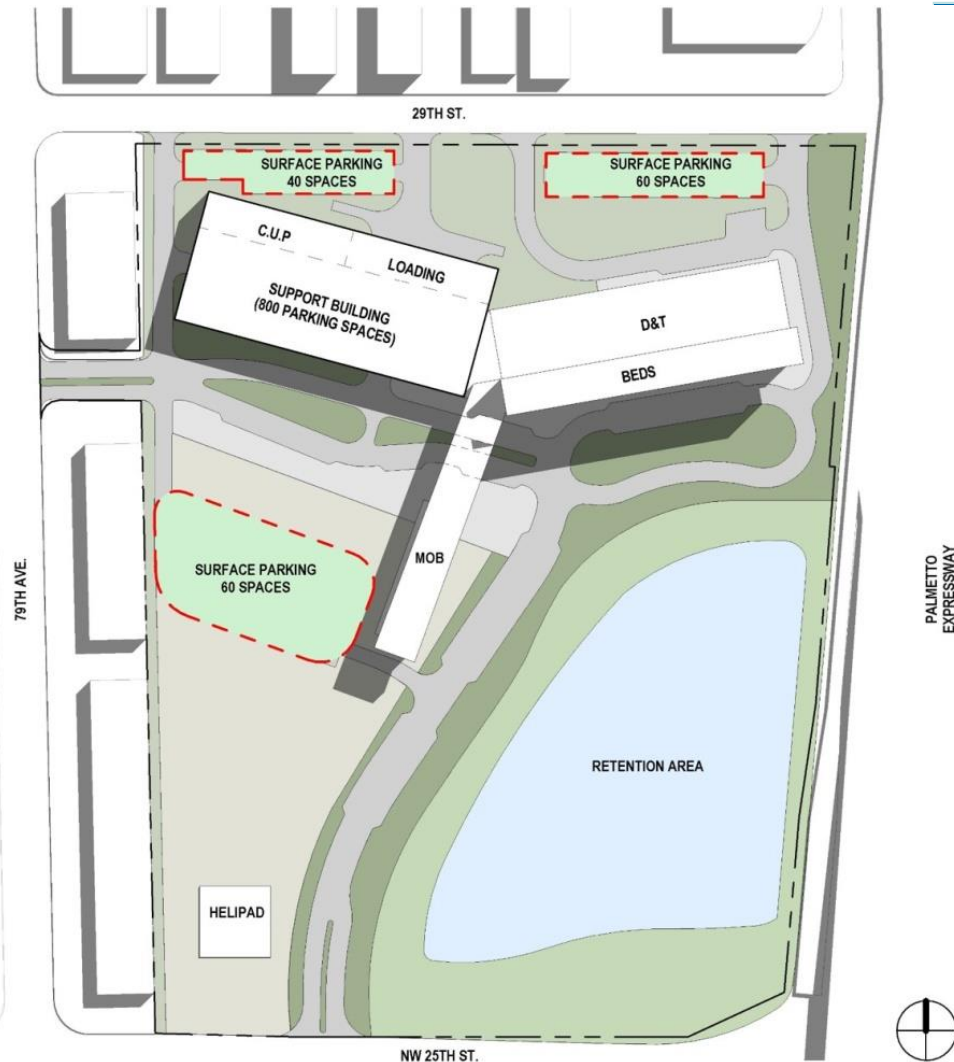 29TH ST.
SURFACE PARKING
40 SPACES
SURFACE PARKING
60 SPACES
C.U.P
LOADING
SUPPORT BUILDING
(800 PARKING SPACES)
D&T
BEDS
MOB
SURFACE PARKING
60 SPACES
79TH AVE.
PALMETTO
EXPRESSWAY
RETENTION AREA
HELIPAD
NW 25TH ST.